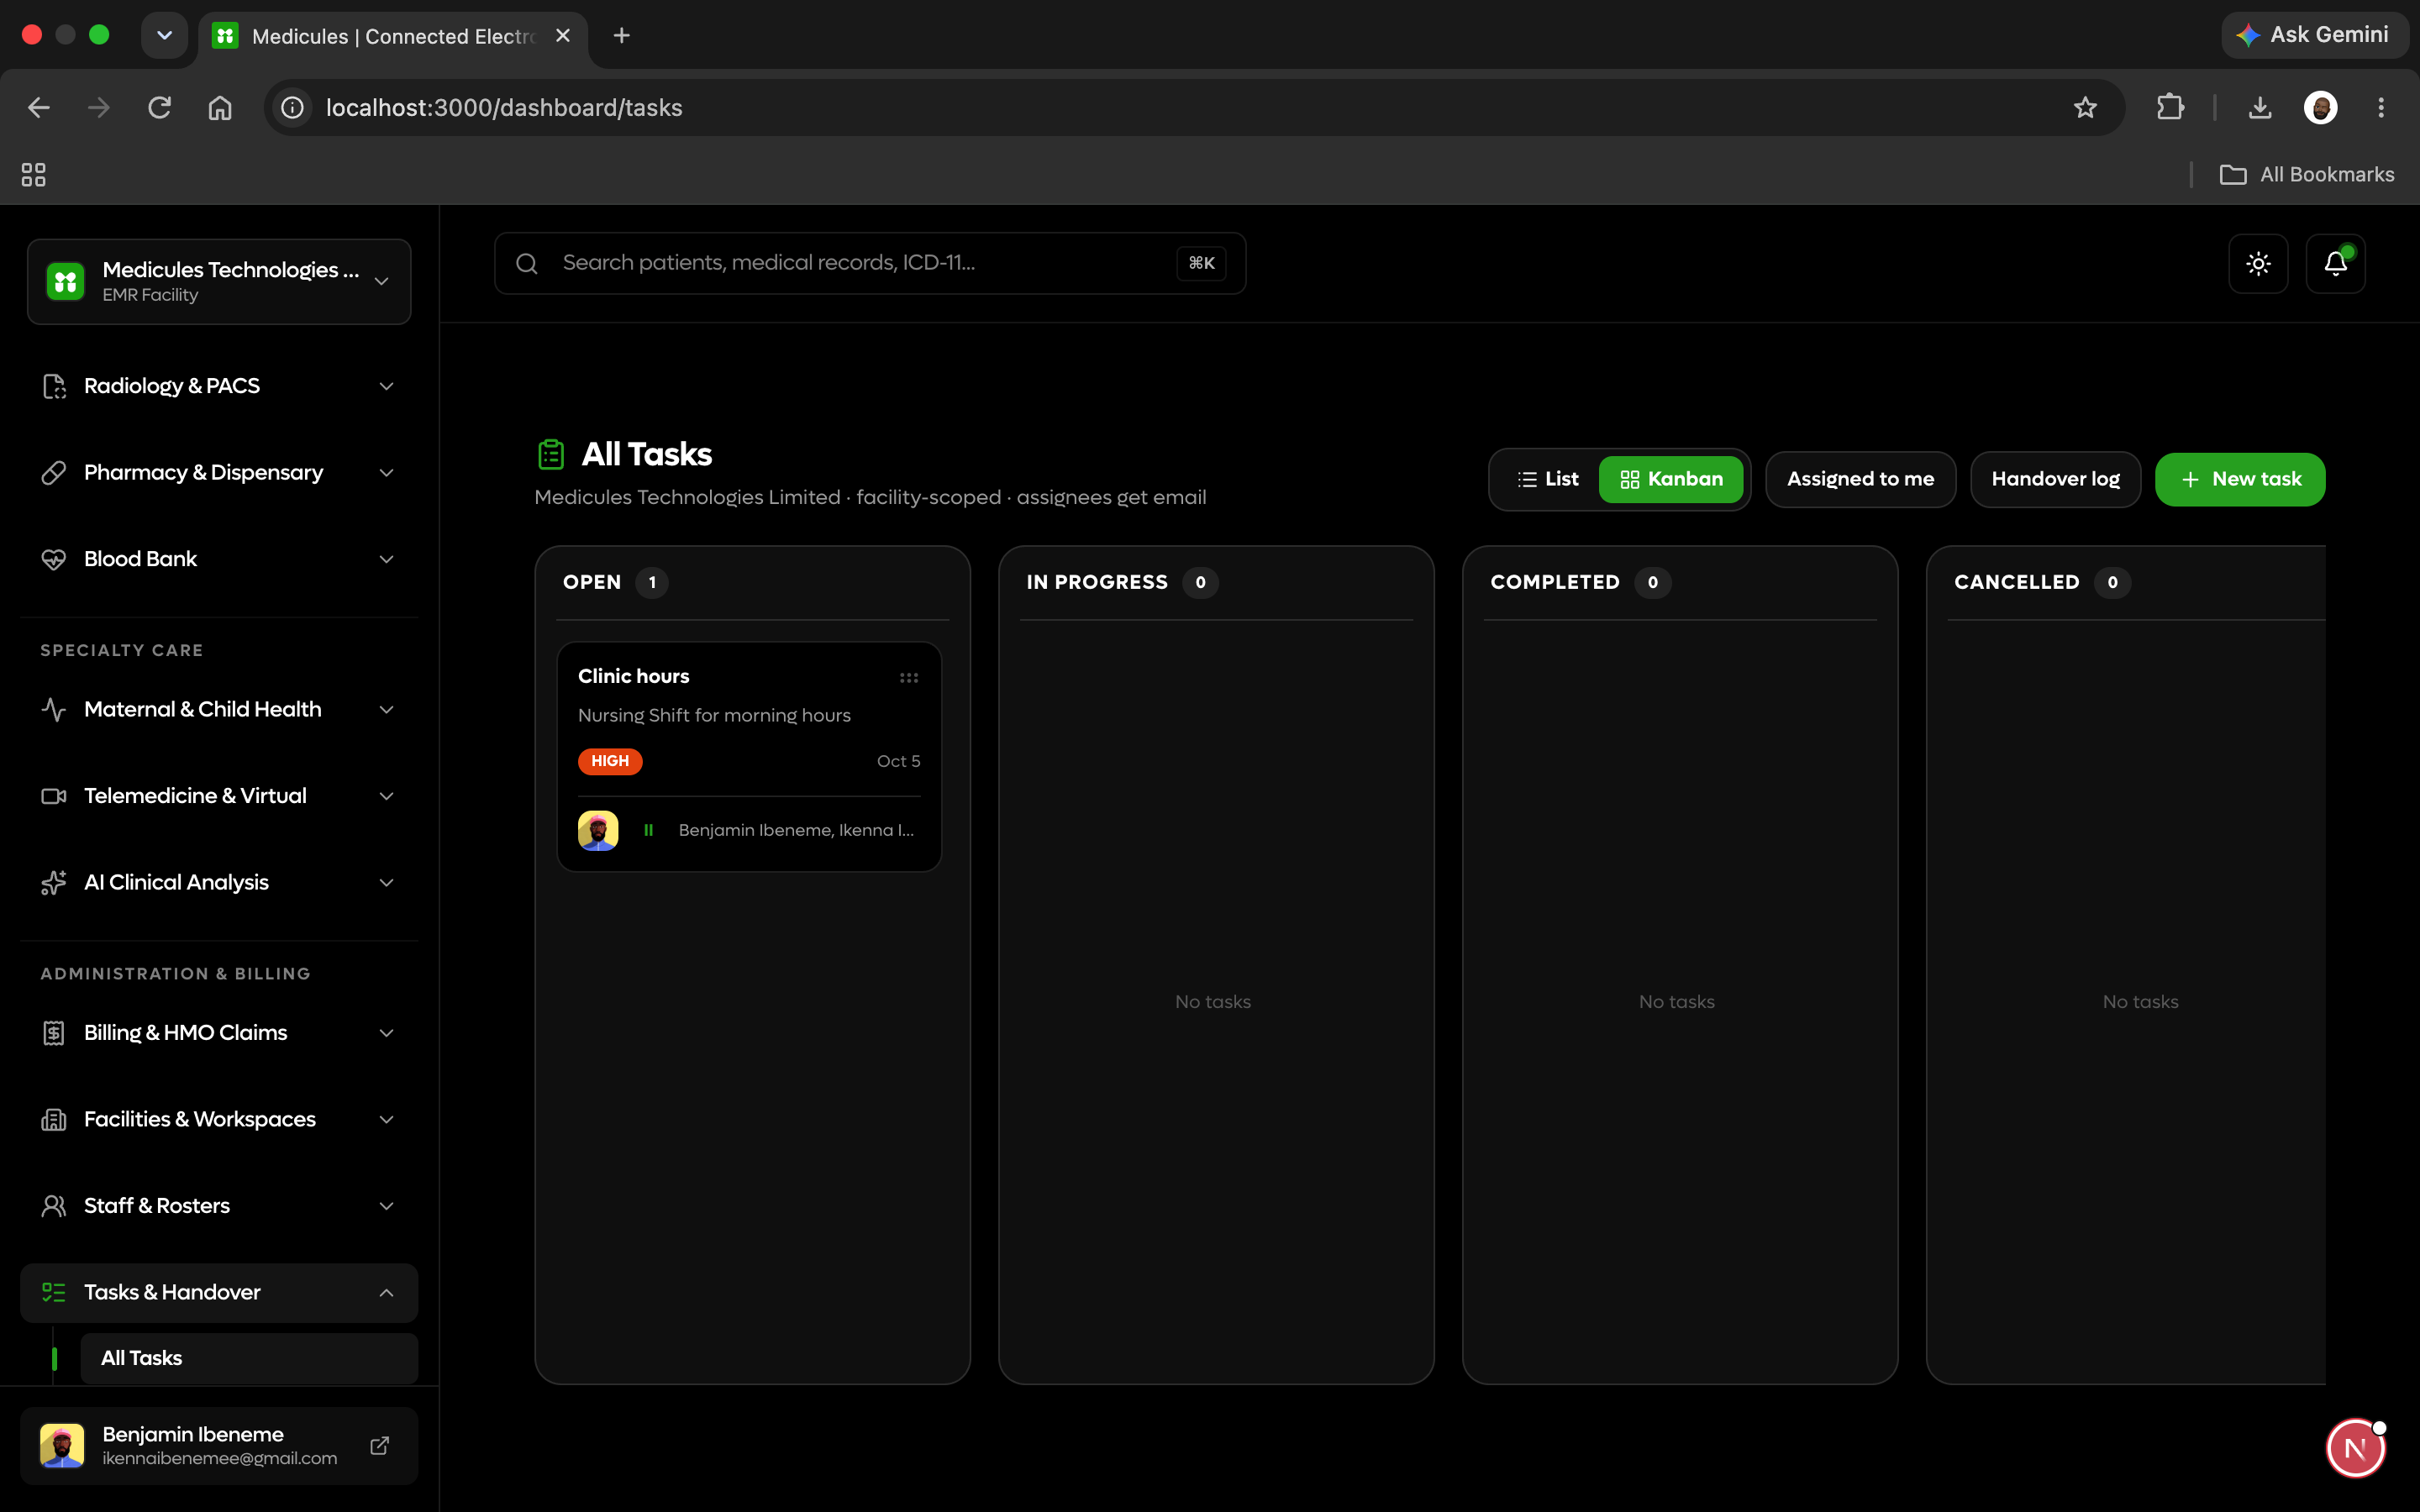 Medicules | Connected Electro
Ask Gemini
localhost:3000/dashboard/tasks
All Bookmarks
Medicules Technologies ...
EMR Facility
Search patients, medical records, ICD-11...
⌘K
Radiology & PACS
Pharmacy & Dispensary
Blood Bank
SPECIALTY CARE
Maternal & Child Health
Telemedicine & Virtual
AI Clinical Analysis
ADMINISTRATION & BILLING
Billing & HMO Claims
Facilities & Workspaces
Staff & Rosters
Tasks & Handover
All Tasks
Benjamin Ibeneme
ikennaibenemee@gmail.com
All Tasks
Medicules Technologies Limited · facility-scoped · assignees get email
List
Kanban
Assigned to me
Handover log
+ New task
OPEN 1
Clinic hours
Nursing Shift for morning hours
HIGH
Oct 5
II
Benjamin Ibeneme, Ikenna I...
IN PROGRESS 0
No tasks
COMPLETED 0
No tasks
CANCELLED 0
No tasks
N